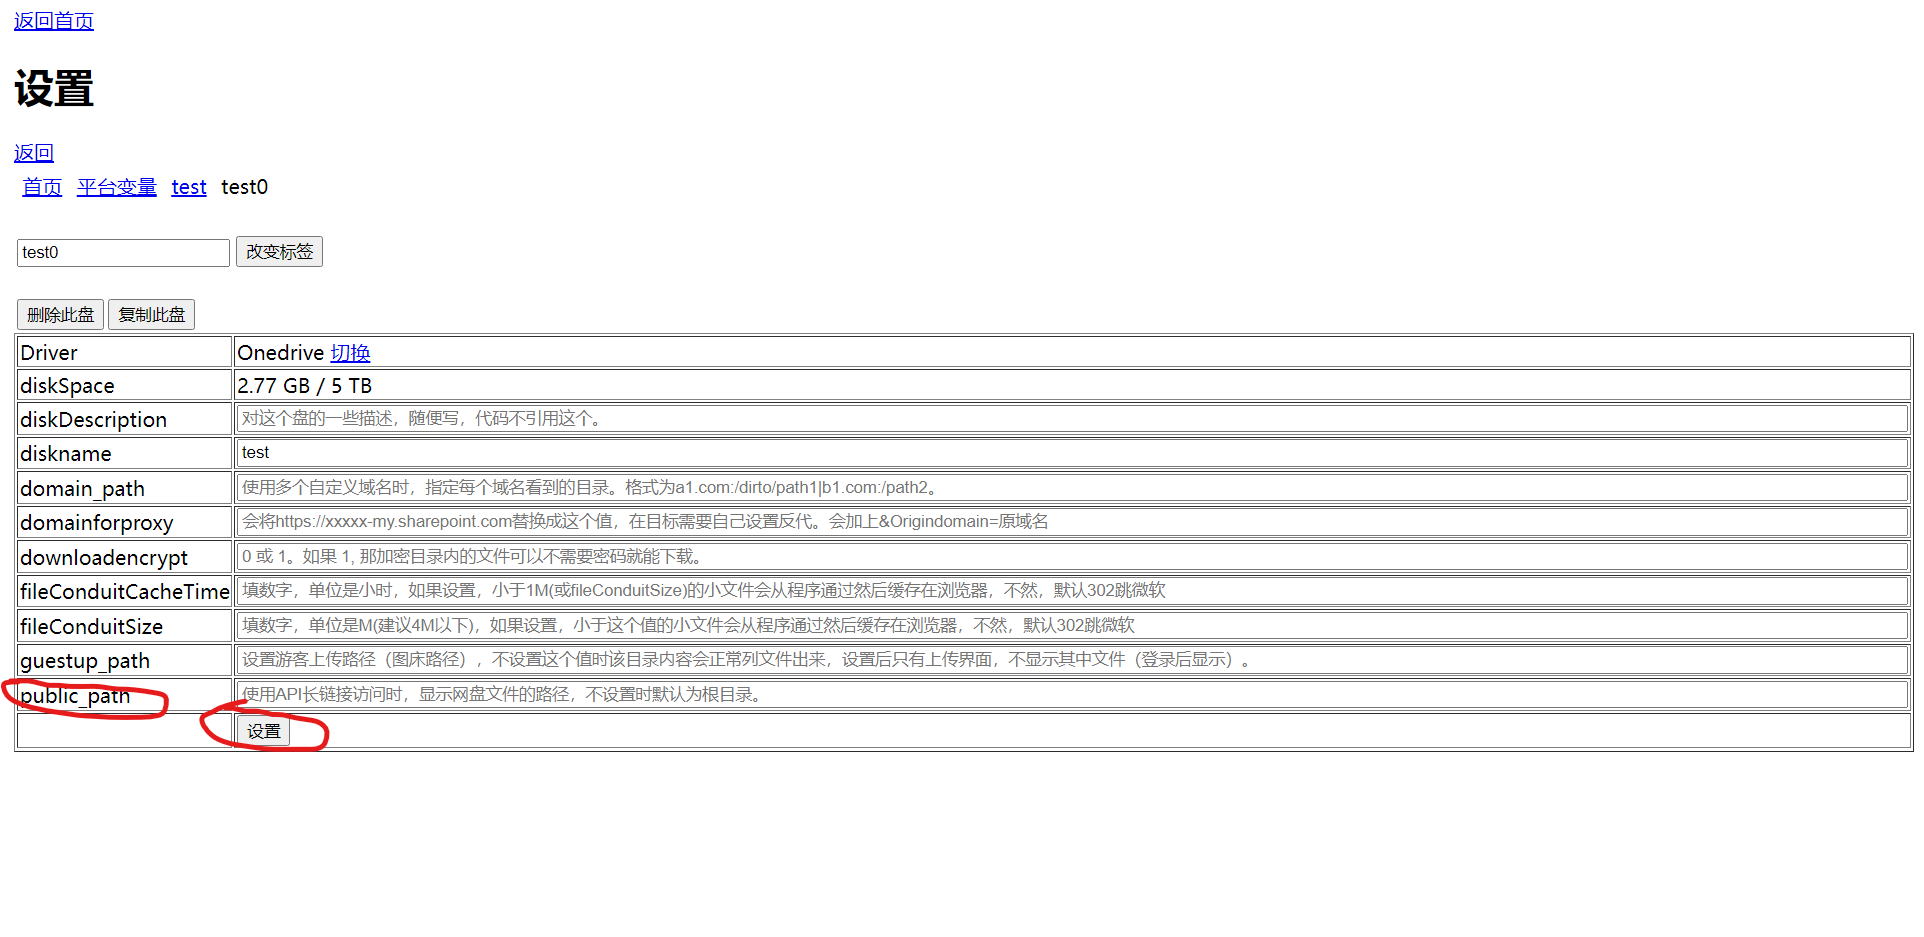 返回首页
设置
返回
首页 平台变量 test test0
test0 改变标签
删除此盘 复制此盘
Driver Onedrive 切换
diskSpace 2.77 GB / 5 TB
diskDescription 对这个盘的一些描述，随便写，代码不引用这个。
diskname test
domain_path 使用多个自定义域名时，指定每个域名看到的目录。格式为a1.com:/dirto/path1|b1.com:/path2。
domainforproxy 会将https://xxxxx-my.sharepoint.com替换成这个值，在目标需要自己设置反代。会加上&Origindomain=原域名
downloadencrypt 0 或 1。如果 1, 那加密目录内的文件可以不需要密码就能下载。
fileConduitCacheTime 填数字，单位是小时，如果设置，小于1M(或fileConduitSize)的小文件会从程序通过然后缓存在浏览器，不然，默认302跳微软
fileConduitSize 填数字，单位是M(建议4M以下)，如果设置，小于这个值的小文件会从程序通过然后缓存在浏览器，不然，默认302跳微软
guestup_path 设置游客上传路径（图床路径），不设置这个值时该目录内容会正常列文件出来，设置后只有上传界面，不显示其中文件（登录后显示）。
public_path 使用API长链接访问时，显示网盘文件的路径，不设置时默认为根目录。
设置